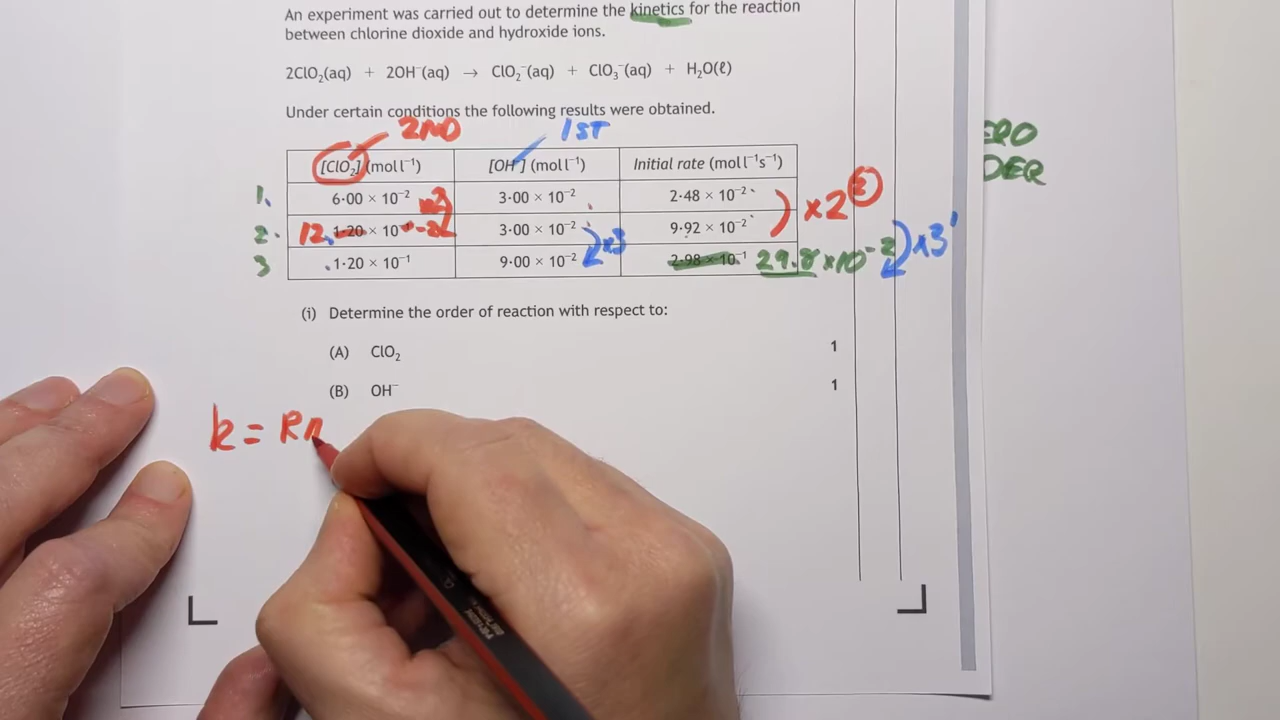 An experiment was carried out to determine the kinetics for the reaction
between chlorine dioxide and hydroxide ions.
2ClO₂(aq) + 2OH⁻(aq) → ClO₂⁻(aq) + ClO₃⁻(aq) + H₂O(ℓ)
Under certain conditions the following results were obtained.
2ND 1ST
ERO
DER
[ClO₂] (mol l⁻¹) [OH⁻] (mol l⁻¹) Initial rate (mol l⁻¹ s⁻¹)
1. 6·00 × 10⁻² ×2 3·00 × 10⁻² 2·48 × 10⁻² ×2²
2. 12. 1·20 × 10⁻² 3·00 × 10⁻² ×3 9·92 × 10⁻² ×3¹
3 1·20 × 10⁻¹ 9·00 × 10⁻² 2·98 × 10⁻¹ 29.8 ×10⁻²
(i) Determine the order of reaction with respect to:
(A) ClO₂ 1
(B) OH⁻ 1
k = RA